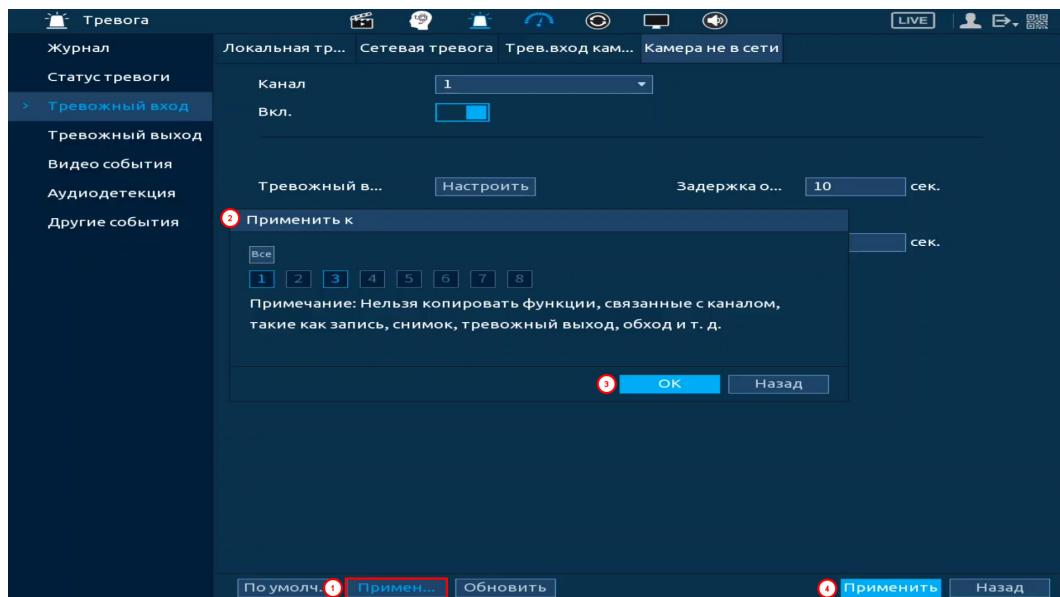 Тревога
LIVE
Журнал
Статус тревоги
> Тревожный вход
Тревожный выход
Видео события
Аудиодетекция
Другие события
Локальная тр... Сетевая тревога Трев.вход кам... Камера не в сети
Канал 1
Вкл.
Тревожный в... Настроить Задержка о... 10 сек.
сек.
2 Применить к
Все
1 2 3 4 5 6 7 8
Примечание: Нельзя копировать функции, связанные с каналом,
такие как запись, снимок, тревожный выход, обход и т. д.
3 OK Назад
По умолч. 1 Примен... Обновить 4 Применить Назад